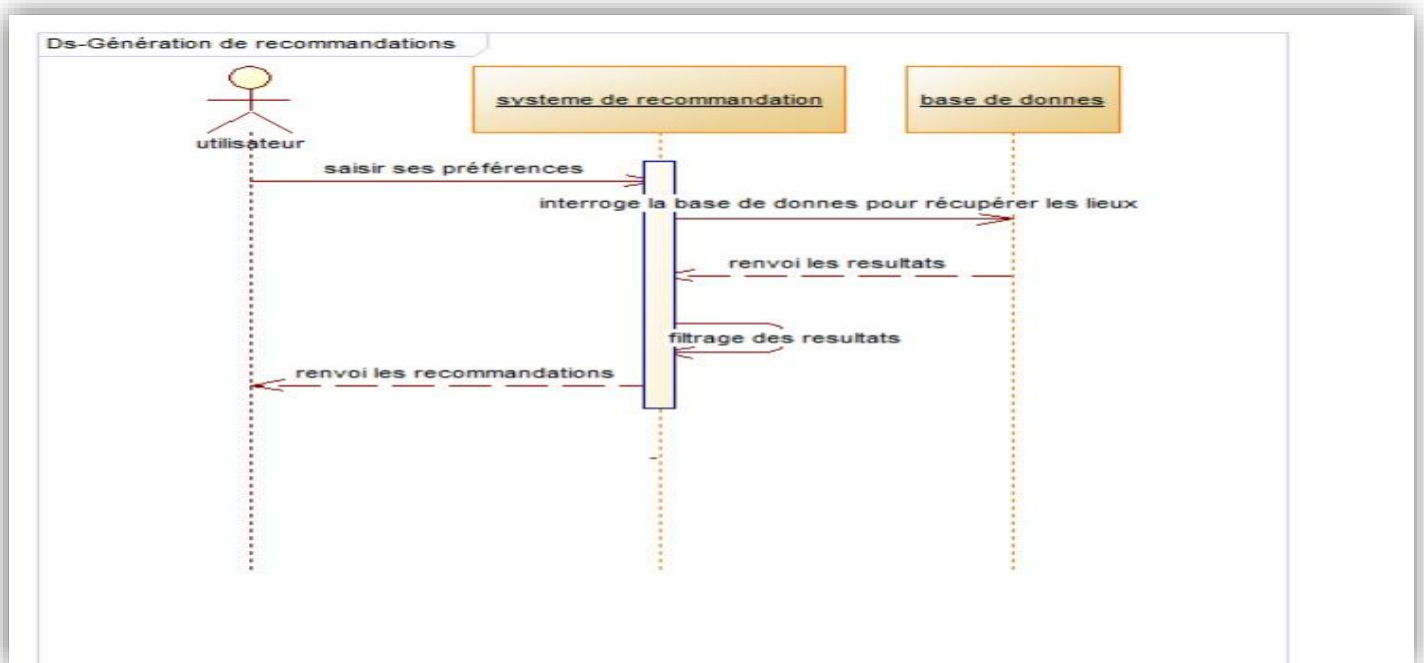 Ds-Génération de recommandations
utilisateur
systeme de recommandation
base de donnes
saisir ses préférences
interroge la base de donnes pour récupérer les lieux
renvoi les resultats
filtrage des resultats
renvoi les recommandations